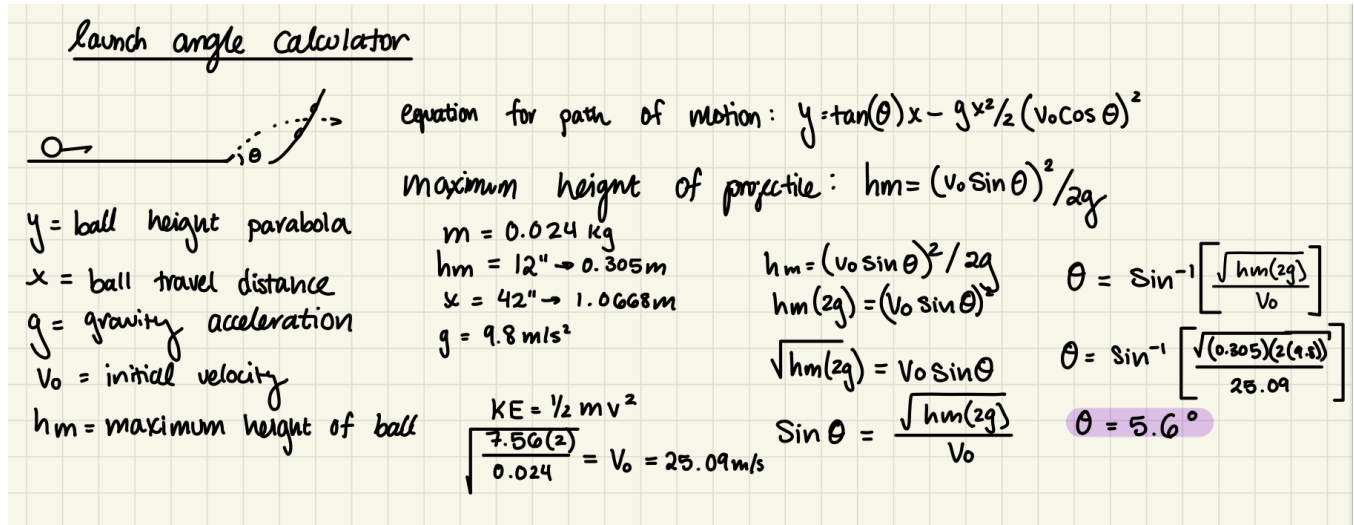 launch angle calculator
θ
equation for path of motion: y=tan(θ)x - gx²/2(v₀cos θ)²
maximum height of projectile: hm= (v₀ sin θ)²/2g
y = ball height parabola
x = ball travel distance
g = gravity acceleration
V₀ = initial velocity
hm = maximum height of ball
m = 0.024 kg
hm = 12" → 0.305m
x = 42" → 1.0668m
g = 9.8 m/s²
KE = ½ mv²
√(7.56(2)/0.024) = V₀ = 25.09m/s
hm = (v₀ sin θ)²/2g
hm(2g) = (V₀ sin θ)²
√hm(2g) = V₀ sin θ
Sin θ = √hm(2g)/V₀
θ = Sin⁻¹[√hm(2g)/V₀]
θ = Sin⁻¹[√(0.305)(2(9.8))/25.09]
θ = 5.6°